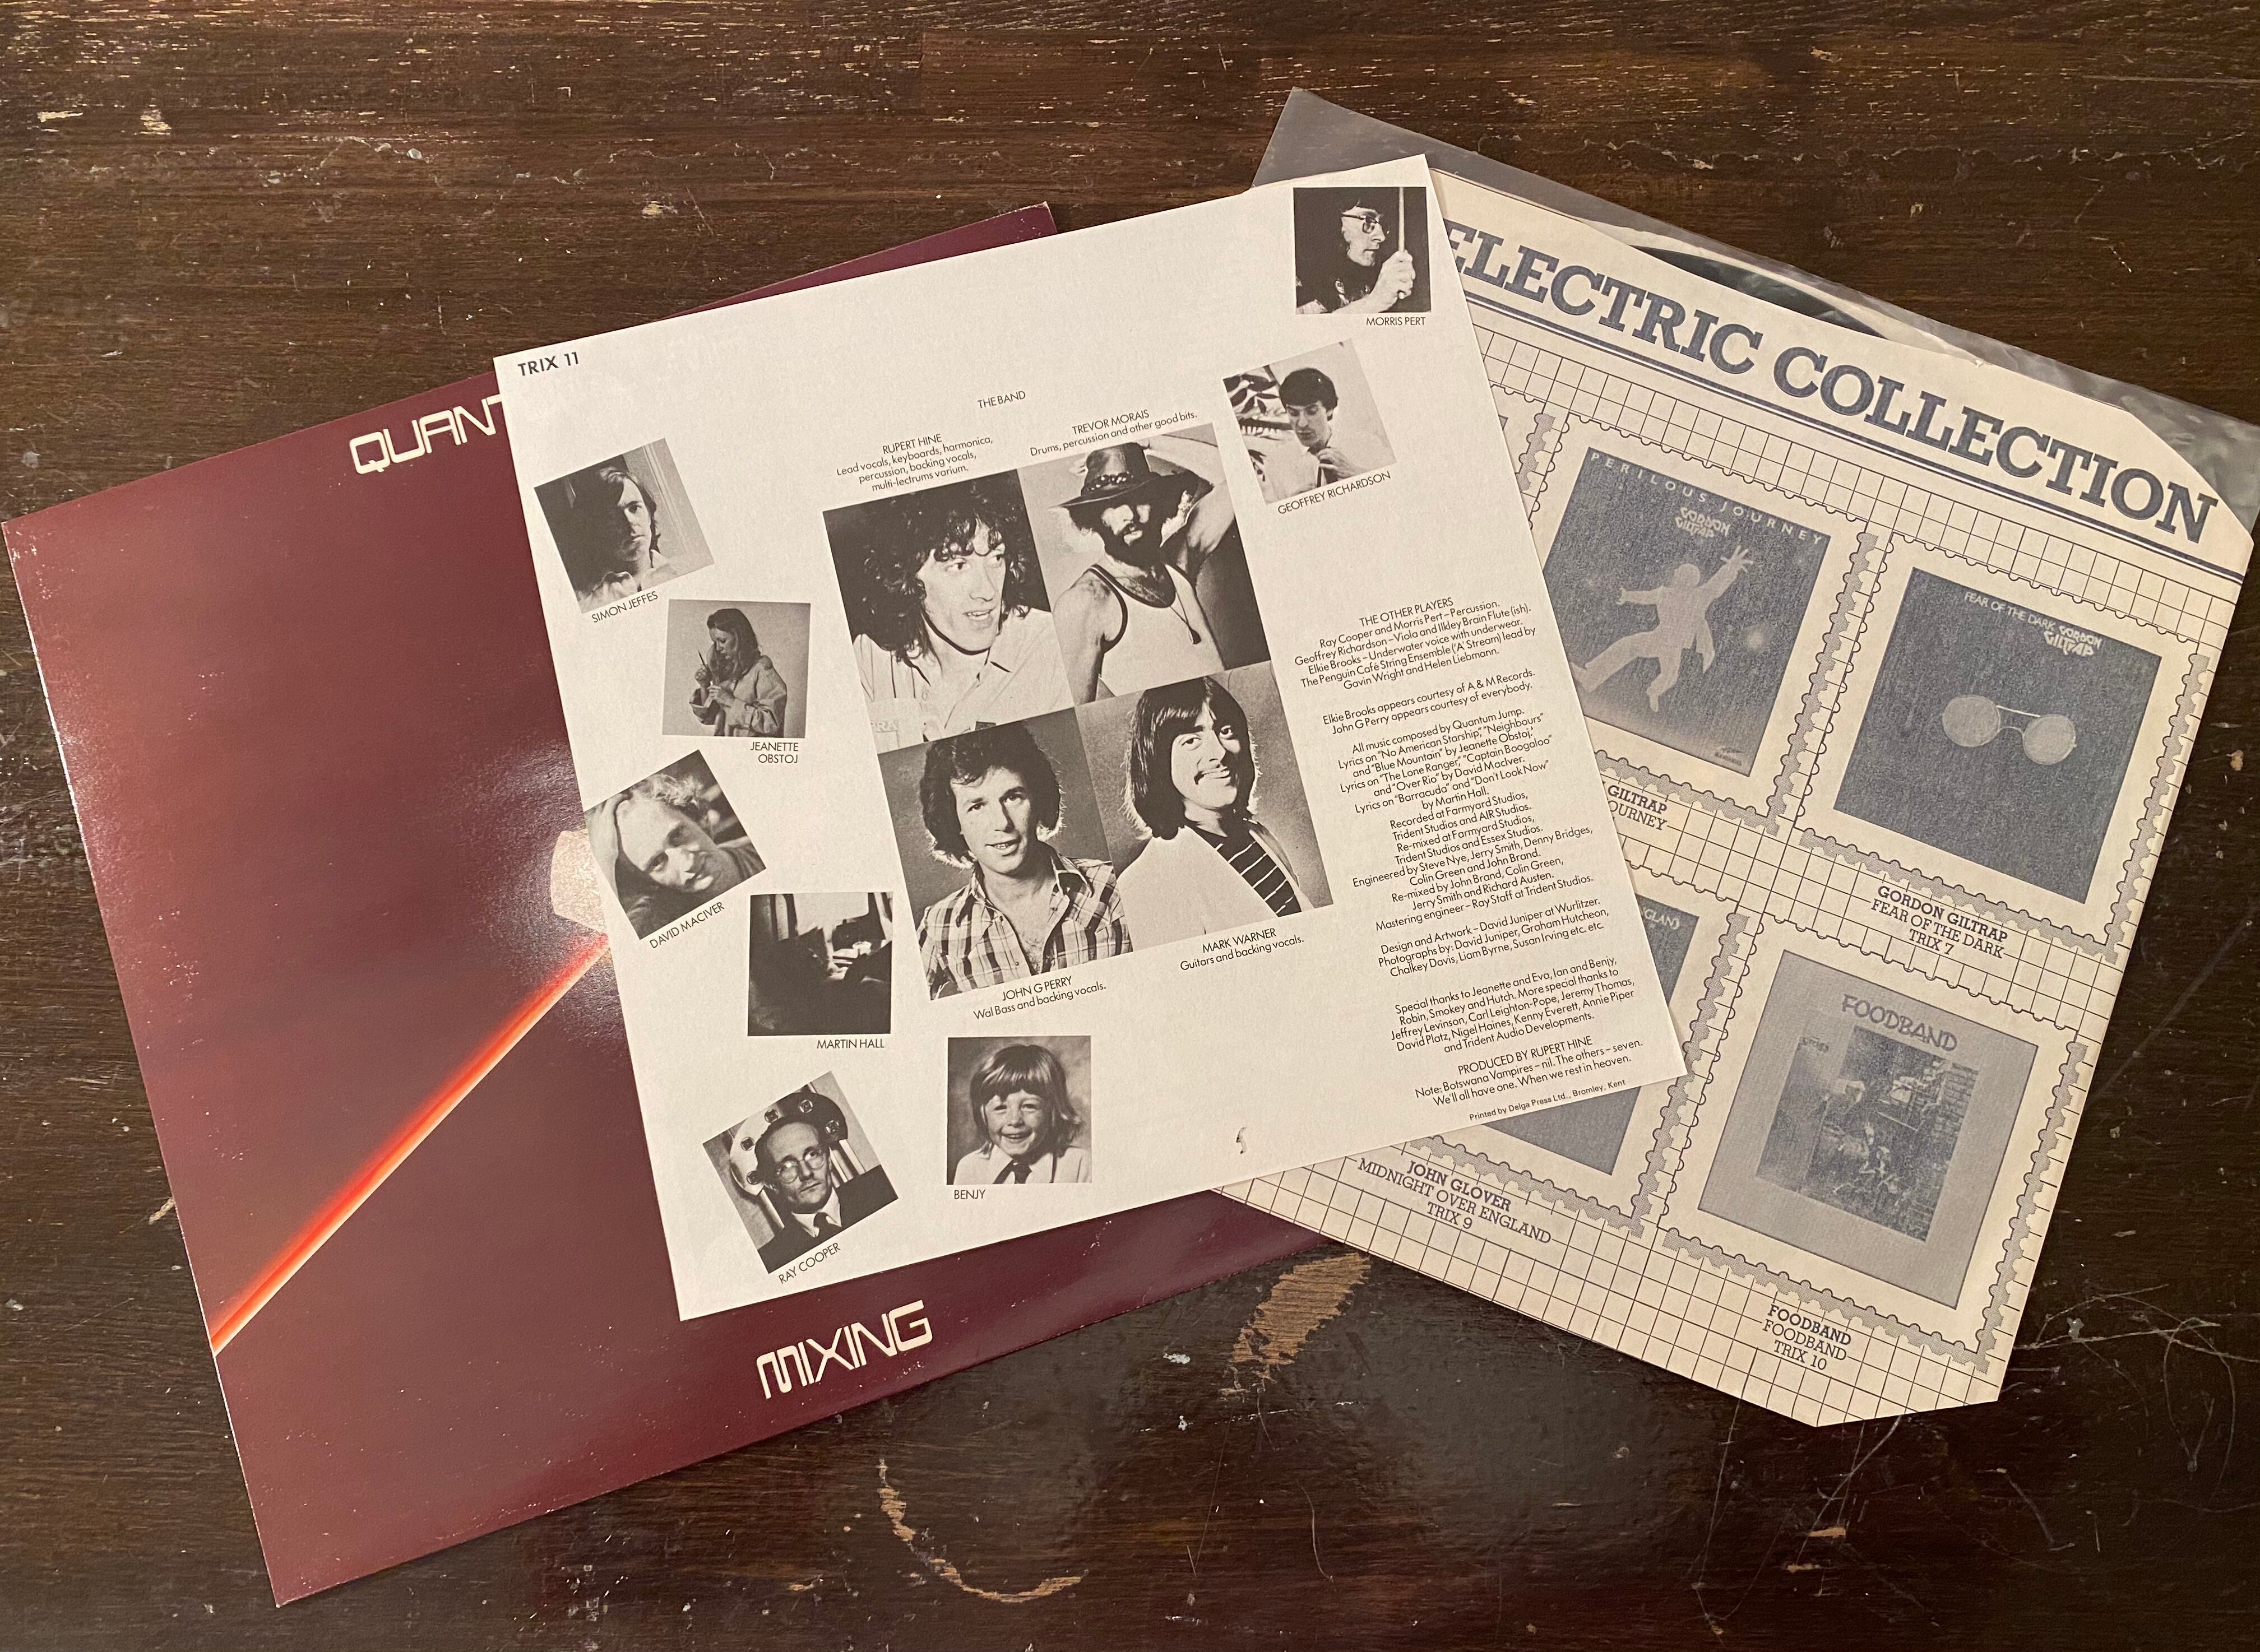 QUANT
MIXING
TRIX 11
THE BAND
RUPERT HINE
Lead vocals, keyboards, harmonica,
percussion, backing vocals,
multi-lectrums varium.
TREVOR MORAIS
Drums, percussion and other good bits.
MORRIS PERT
GEOFFREY RICHARDSON
SIMON JEFFES
JEANETTE
OBSTOJ
DAVID MACIVER
MARTIN HALL
RAY COOPER
BENJY
JOHN G PERRY
Wal Bass and backing vocals.
MARK WARNER
Guitars and backing vocals.
THE OTHER PLAYERS
Ray Cooper and Morris Pert – Percussion.
Geoffrey Richardson – Viola and Ilkley Brain Flute (ish).
Elkie Brooks – Underwater voice with underwear.
The Penguin Café String Ensemble ('A' Stream) lead by
Gavin Wright and Helen Liebmann.
Elkie Brooks appears courtesy of A & M Records.
John G Perry appears courtesy of everybody.
All music composed by Quantum Jump.
Lyrics on "No American Starship," "Neighbours"
and "Blue Mountain" by Jeanette Obstoj.
Lyrics on "The Lone Ranger," "Captain Boogaloo"
and "Over Rio" by David MacIver.
Lyrics on "Barracuda" and "Don't Look Now"
by Martin Hall.
Recorded at Farmyard Studios,
Trident Studios and AIR Studios.
Re-mixed at Farmyard Studios,
Trident Studios and Essex Studios.
Engineered by Steve Nye, Jerry Smith, Denny Bridges,
Colin Green and John Brand.
Re-mixed by John Brand, Colin Green,
Jerry Smith and Richard Austen.
Mastering engineer – Ray Staff at Trident Studios.
Design and Artwork – David Juniper at Wurlitzer.
Photographs by: David Juniper, Graham Hutcheon,
Chalkey Davis, Liam Byrne, Susan Irving etc. etc.
Special thanks to Jeanette and Eva, Ian and Benjy,
Robin, Smokey and Hutch. More special thanks to
Jeffrey Levinson, Carl Leighton-Pope, Jeremy Thomas,
David Platz, Nigel Haines, Kenny Everett, Annie Piper
and Trident Audio Developments.
PRODUCED BY RUPERT HINE
Note: Botswana Vampires – nil. The others – seven.
We'll all have one. When we rest in heaven.
Printed by Delga Press Ltd., Bromley, Kent
ELECTRIC COLLECTION
PERILOUS JOURNEY
GORDON
GILTRAP
GILTRAP
OURNEY
FEAR OF THE DARK GORDON
GILTRAP
GORDON GILTRAP
FEAR OF THE DARK
TRIX 7
ENGLAND
JOHN GLOVER
MIDNIGHT OVER ENGLAND
TRIX 9
FOODBAND
FOODBAND
FOODBAND
TRIX 10